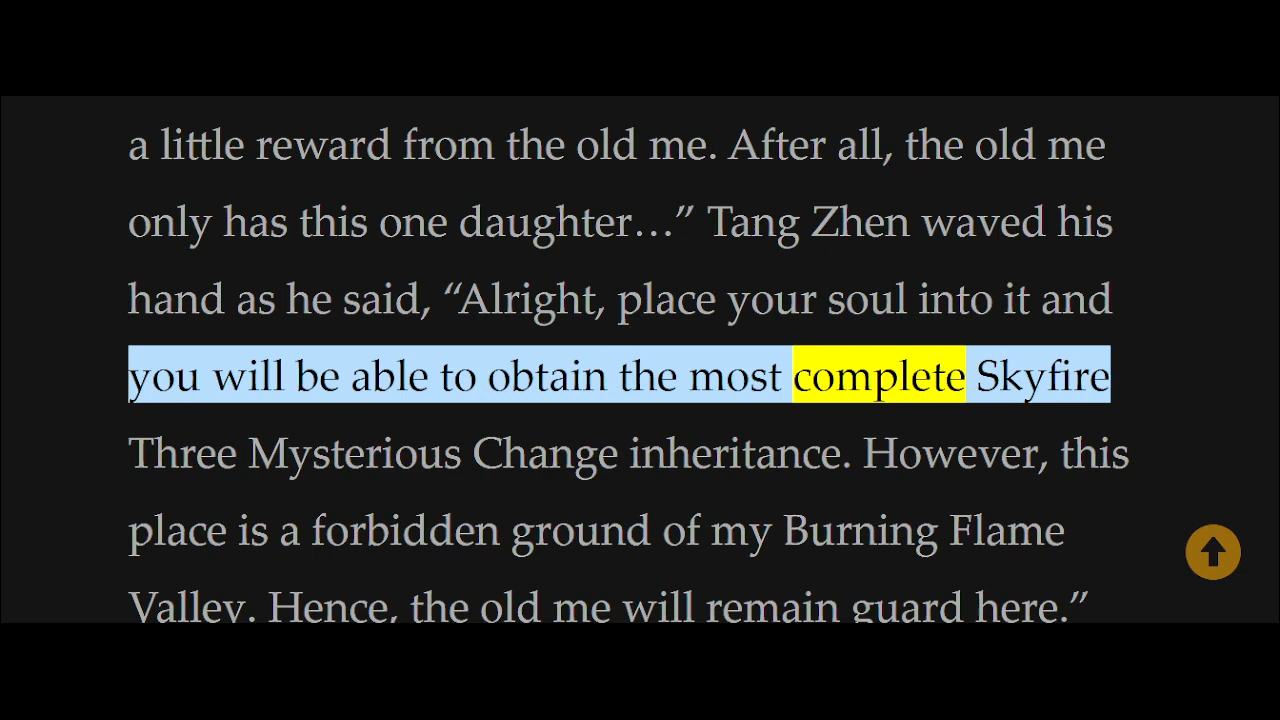 a little reward from the old me. After all, the old me
only has this one daughter…” Tang Zhen waved his
hand as he said, “Alright, place your soul into it and
you will be able to obtain the most complete Skyfire
Three Mysterious Change inheritance. However, this
place is a forbidden ground of my Burning Flame
Valley. Hence, the old me will remain guard here.”